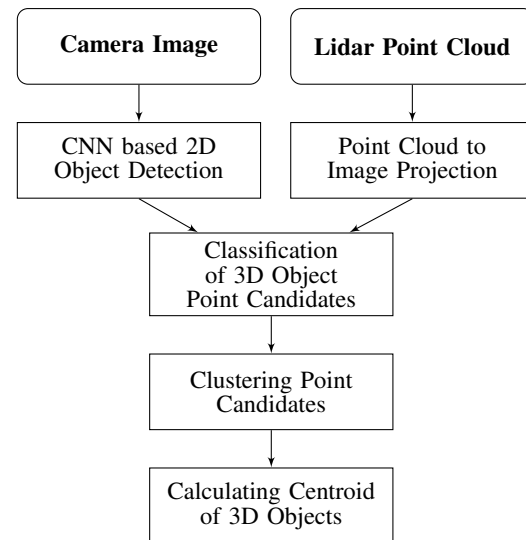 Camera Image
Lidar Point Cloud
CNN based 2D
Object Detection
Point Cloud to
Image Projection
Classification
of 3D Object
Point Candidates
Clustering Point
Candidates
Calculating Centroid
of 3D Objects